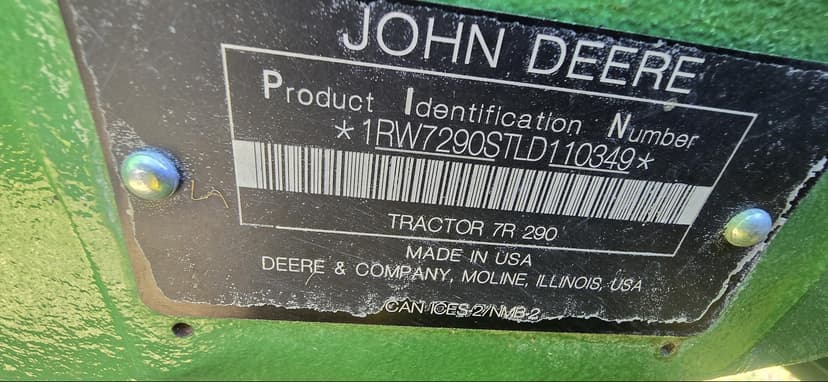 JOHN DEERE
Product Identification Number
*1RW7290STLD110349*
TRACTOR 7R 290
MADE IN USA
DEERE & COMPANY, MOLINE, ILLINOIS, USA
CAN ICES-2/NMB-2